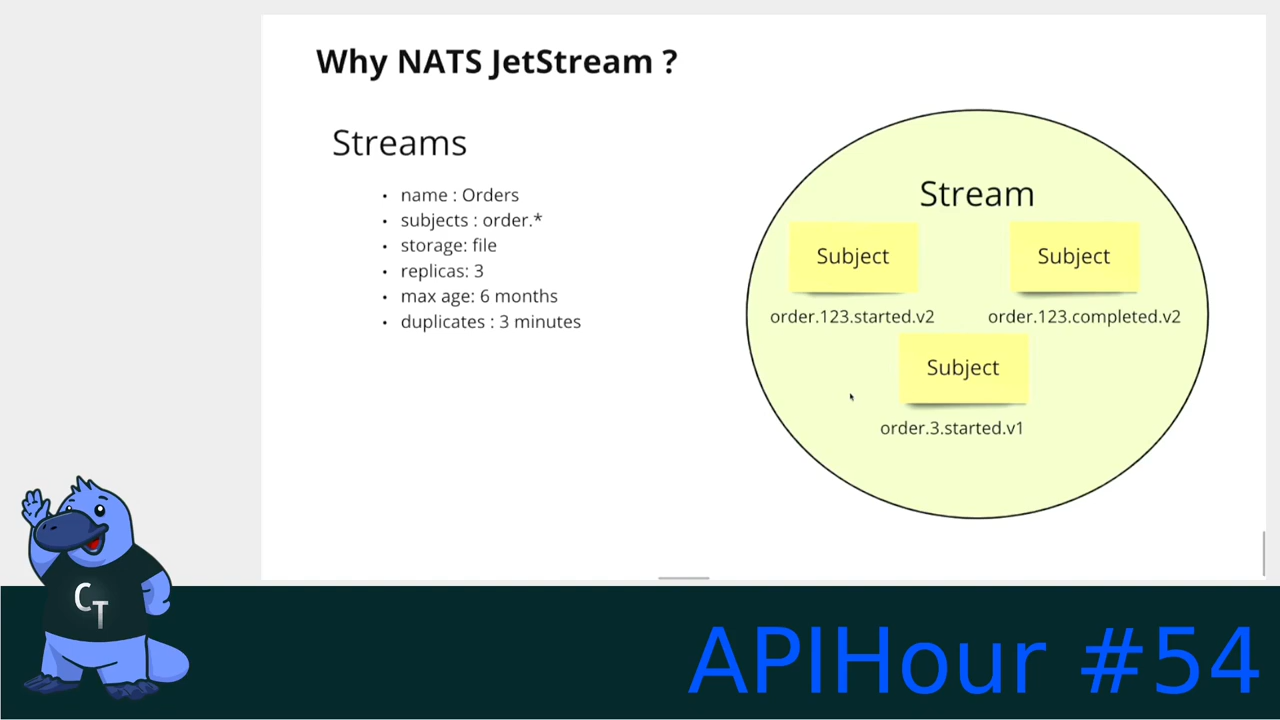 Why NATS JetStream ?
Streams
• name : Orders
• subjects : order.*
• storage: file
• replicas: 3
• max age: 6 months
• duplicates : 3 minutes
Stream
Subject
Subject
order.123.started.v2
order.123.completed.v2
Subject
order.3.started.v1
CT
APIHour #54